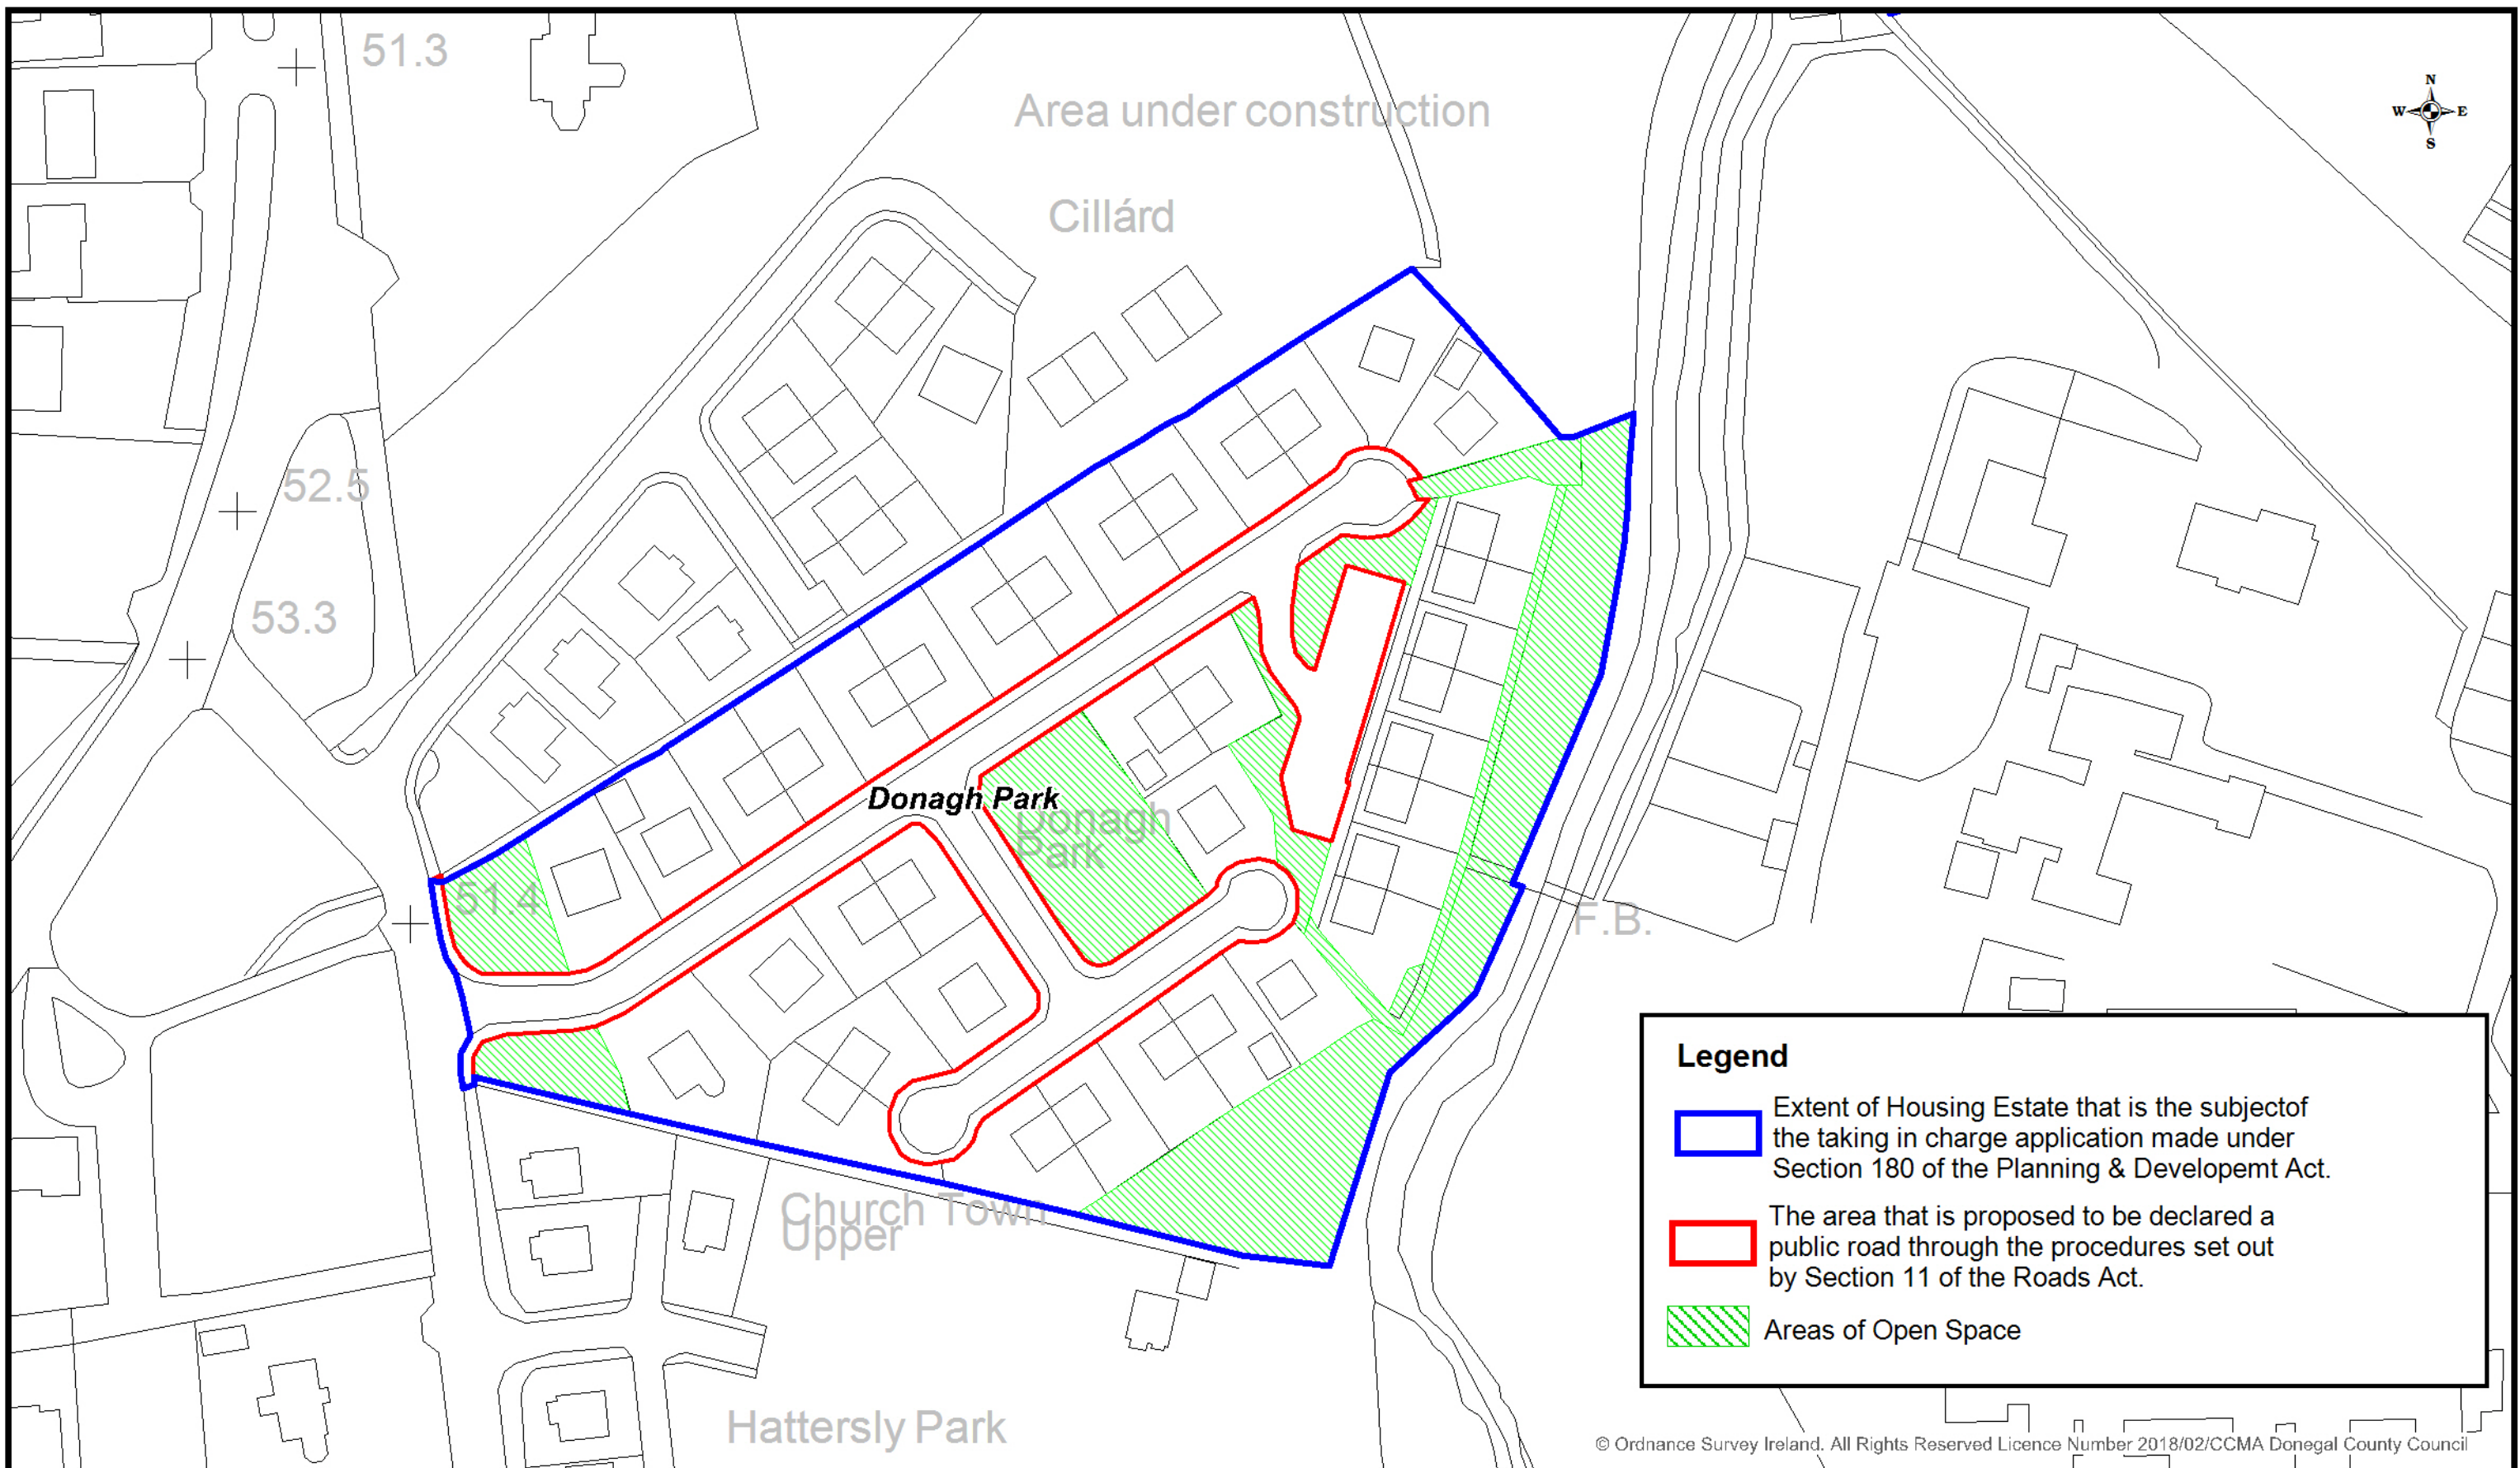 51.3
Area under construction
N
W E
S
Cillárd
52.5
53.3
Donagh Park
Donagh
Park
51.4
F.B.
Church Town
Upper
Hattersly Park
Legend
Extent of Housing Estate that is the subjectof
the taking in charge application made under
Section 180 of the Planning & Developemt Act.
The area that is proposed to be declared a
public road through the procedures set out
by Section 11 of the Roads Act.
Areas of Open Space
© Ordnance Survey Ireland. All Rights Reserved Licence Number 2018/02/CCMA Donegal County Council